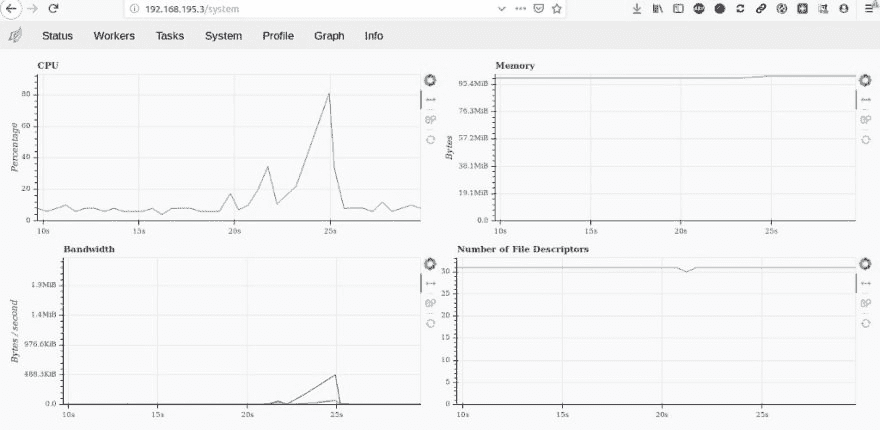 192.168.195.3/system
Status Workers Tasks System Profile Graph Info
CPU
Percentage
80
60
40
20
0
10s 15s 20s 25s
Memory
Bytes
95.4MiB
76.3MiB
57.2MiB
38.1MiB
19.1MiB
0.0
10s 15s 20s 25s
Bandwidth
Bytes / second
1.9MiB
1.4MiB
976.6KiB
488.3KiB
0.0
10s 15s 20s 25s
Number of File Descriptors
30
25
20
15
10
5
0
10s 15s 20s 25s